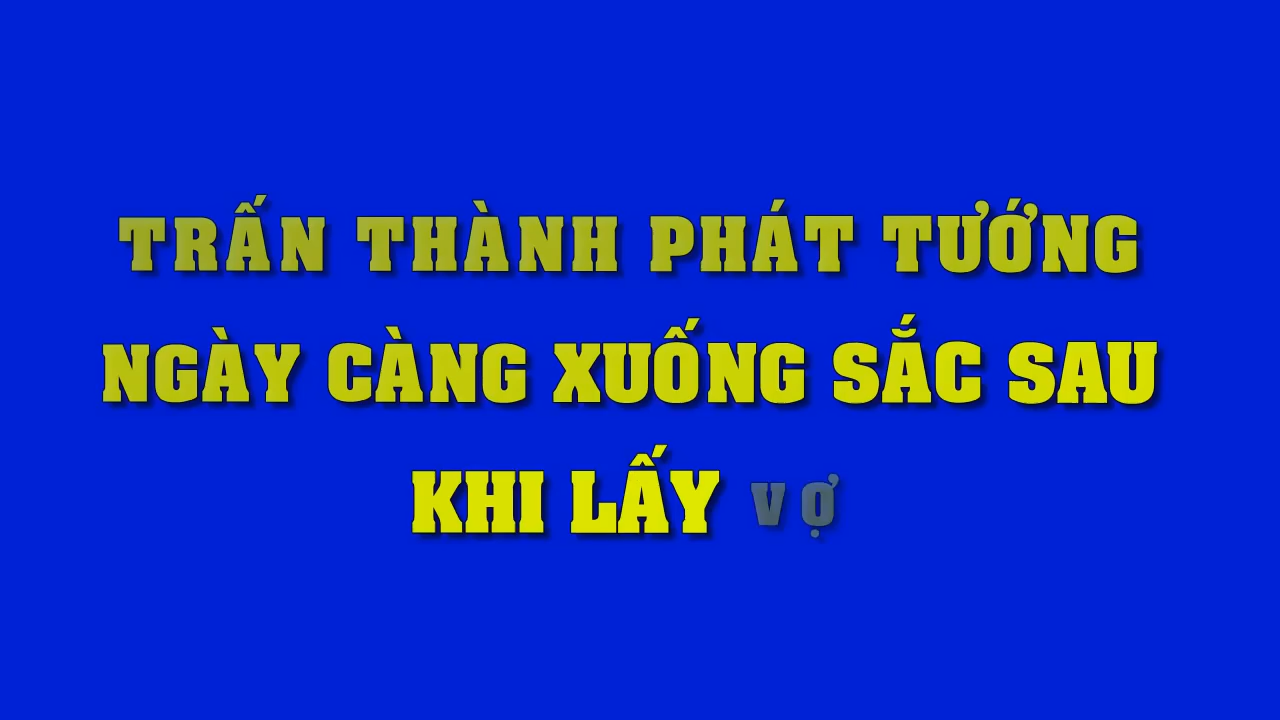 TRẤN THÀNH PHÁT TƯỚNG
NGÀY CÀNG XUỐNG SẮC SAU
KHI LẤY VỢ